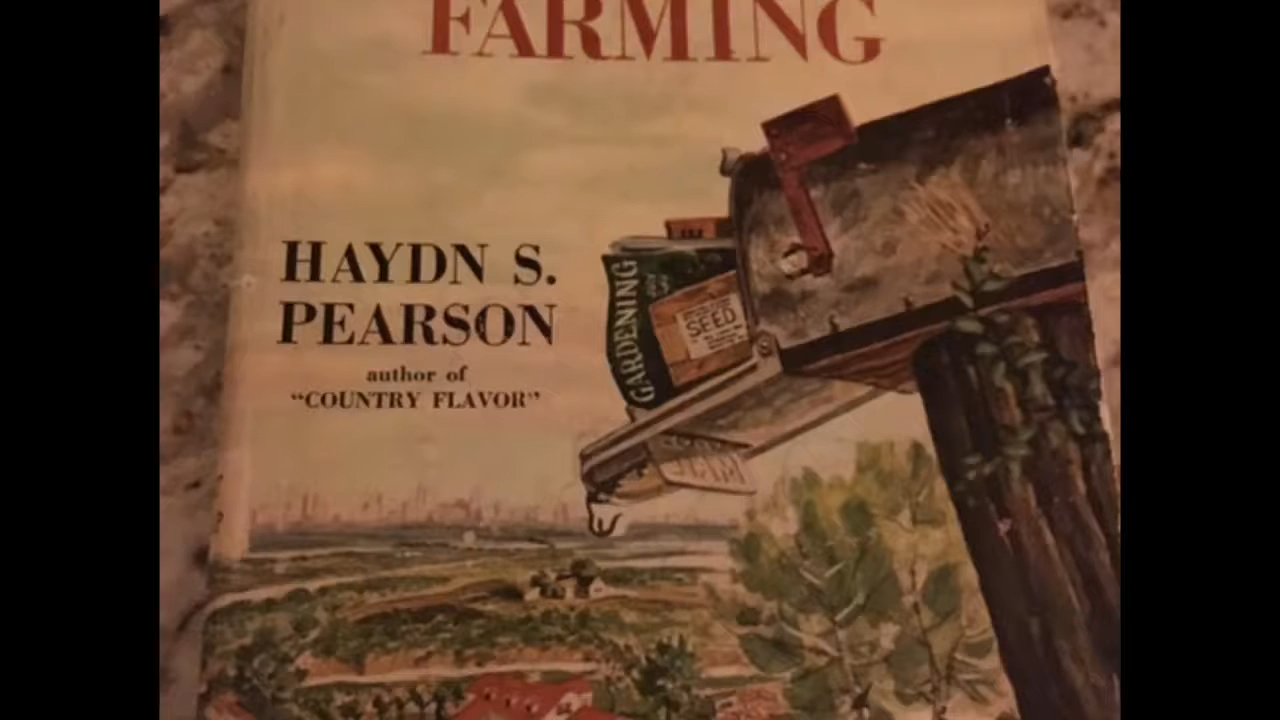 FARMING
HAYDN S.
PEARSON
author of
“COUNTRY FLAVOR”
GARDENING
SEED